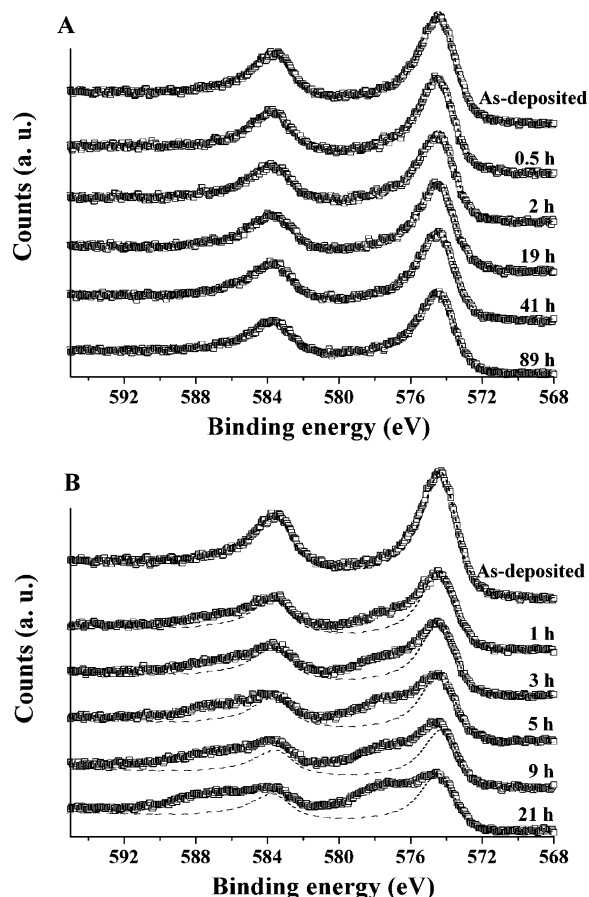 A
Counts (a. u.)
As-deposited
0.5 h
2 h
19 h
41 h
89 h
592 588 584 580 576 572 568
Binding energy (eV)
B
Counts (a. u.)
As-deposited
1 h
3 h
5 h
9 h
21 h
592 588 584 580 576 572 568
Binding energy (eV)